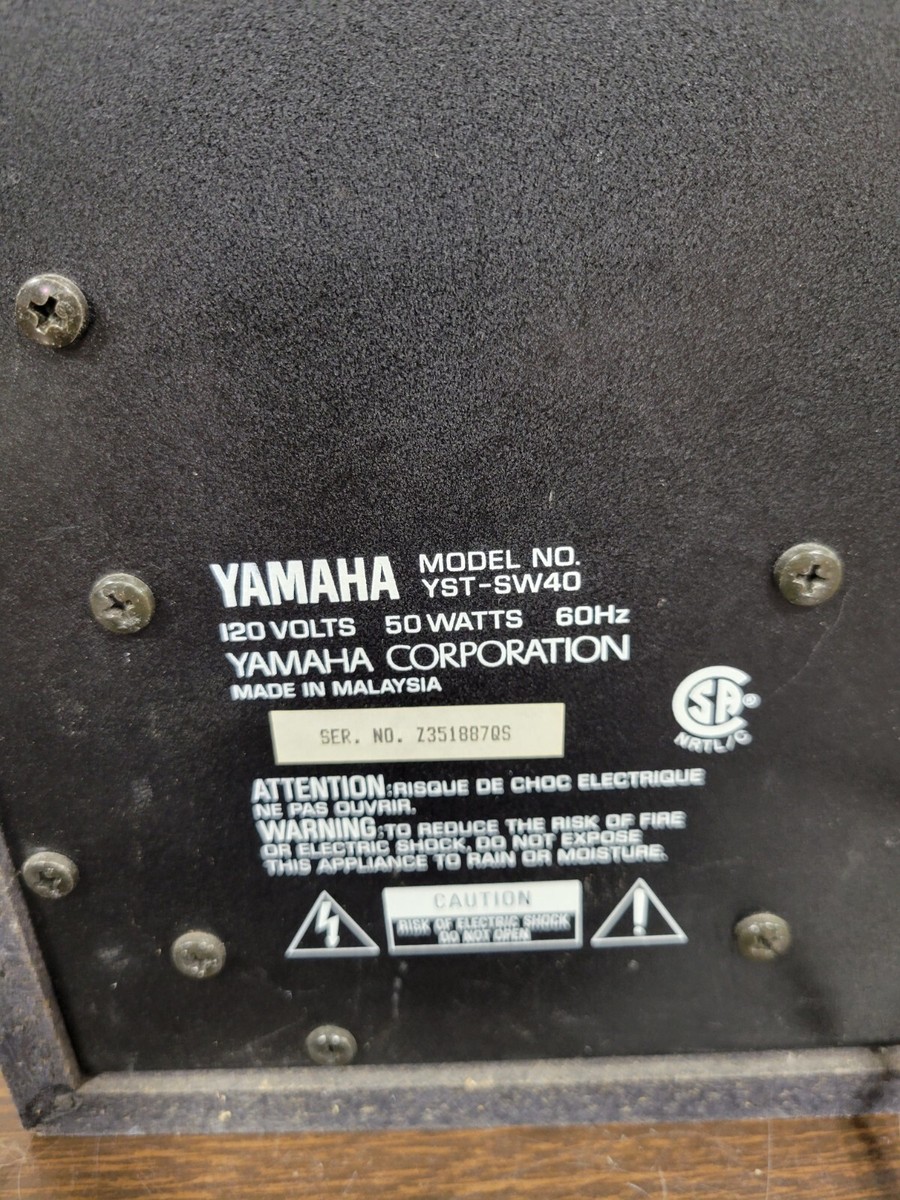 YAMAHA MODEL NO.
YST-SW40
120 VOLTS 50 WATTS 60Hz
YAMAHA CORPORATION
MADE IN MALAYSIA
SER. NO. Z351887QS
CSA®
NRTL/C
ATTENTION:RISQUE DE CHOC ELECTRIQUE
NE PAS OUVRIR.
WARNING:TO REDUCE THE RISK OF FIRE
OR ELECTRIC SHOCK, DO NOT EXPOSE
THIS APPLIANCE TO RAIN OR MOISTURE.
CAUTION
RISK OF ELECTRIC SHOCK
DO NOT OPEN